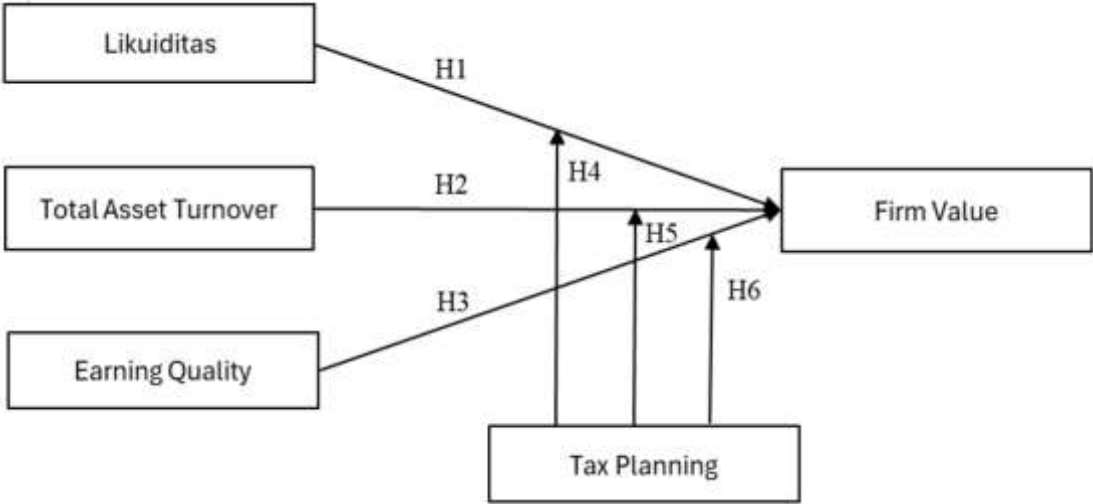 Likuiditas
H1
H4
Total Asset Turnover
H2
Firm Value
H5
H3
H6
Earning Quality
Tax Planning